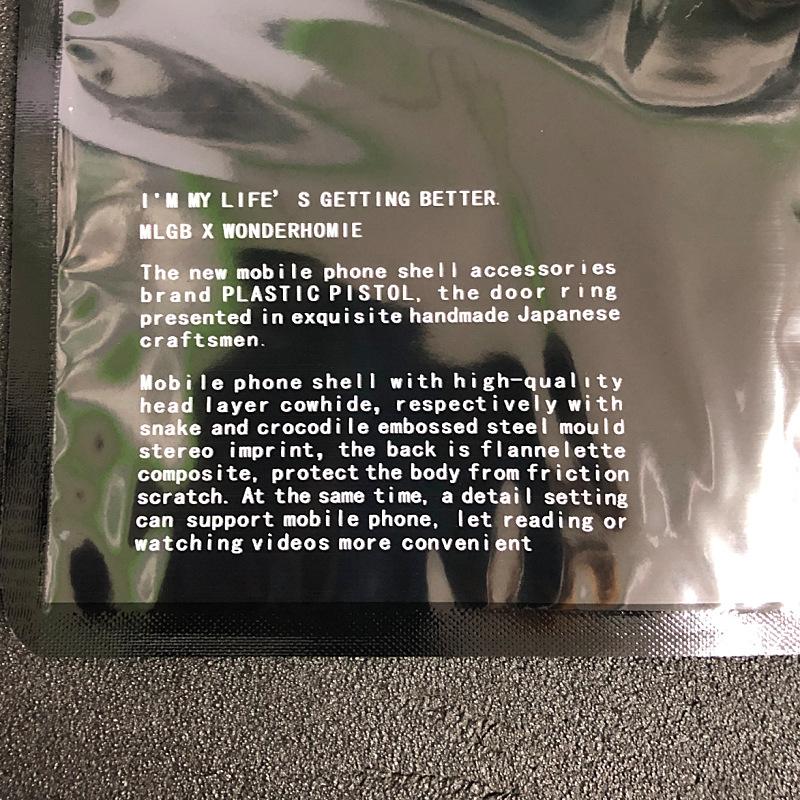 I'M MY LIFE' S GETTING BETTER.
MLGB X WONDERHOMIE
The new mobile phone shell accessories
brand PLASTIC PISTOL, the door ring
presented in exquisite handmade Japanese
craftsmen.
Mobile phone shell with high-quality
head layer cowhide, respectively with
snake and crocodile embossed steel mould
stereo imprint, the back is flannelette
composite, protect the body from friction
scratch. At the same time, a detail setting
can support mobile phone, let reading or
watching videos more convenient